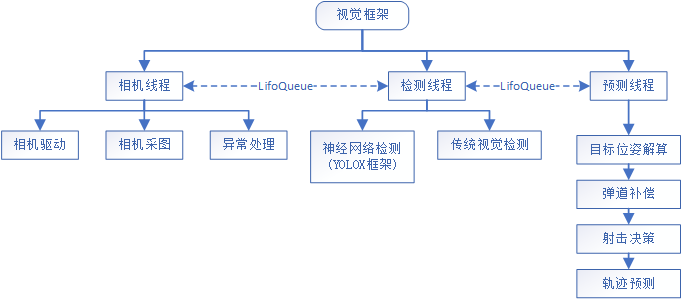 视觉框架
相机线程
LifoQueue
检测线程
LifoQueue
预测线程
相机驱动
相机采图
异常处理
神经网络检测
(YOLOX框架)
传统视觉检测
目标位姿解算
弹道补偿
射击决策
轨迹预测